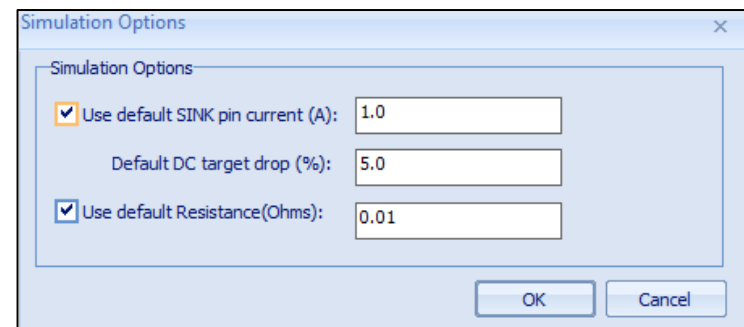 Simulation Options
Simulation Options
Use default SINK pin current (A): 1.0
Default DC target drop (%): 5.0
Use default Resistance(Ohms): 0.01
OK Cancel